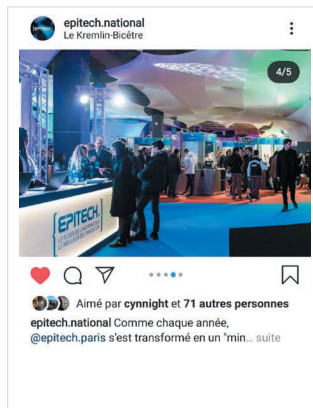 epitech.national
Le Kremlin-Bicêtre
4/5
[EPITECH.]
Aimé par cynnight et 71 autres personnes
epitech.national Comme chaque année,
@epitech.paris s'est transformé en un "min... suite